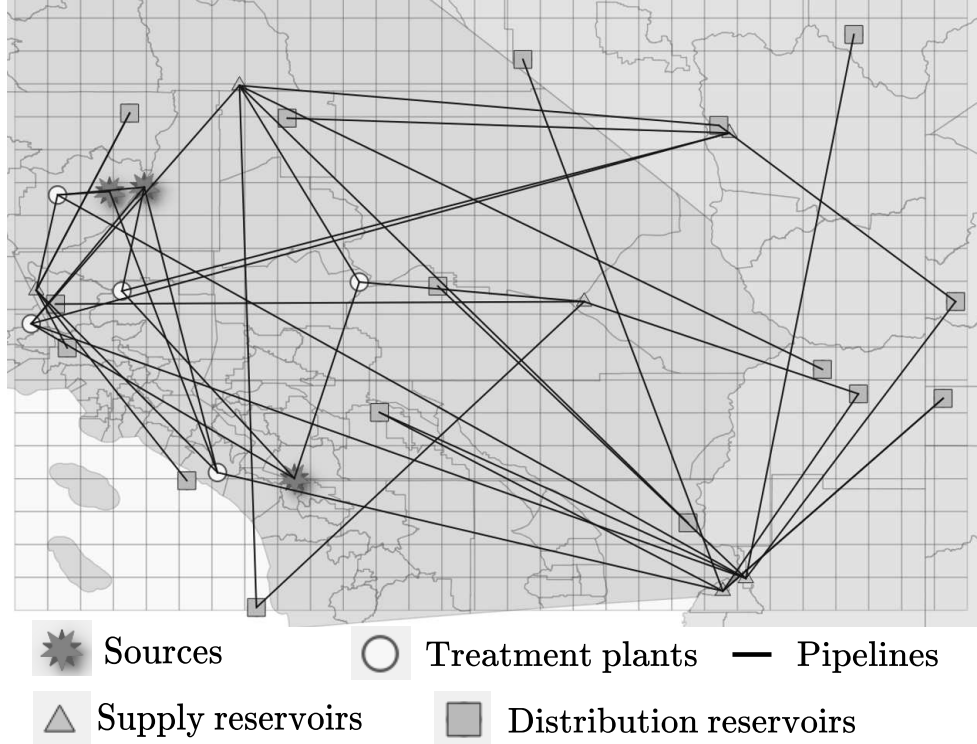 Sources Treatment plants Pipelines
Supply reservoirs Distribution reservoirs